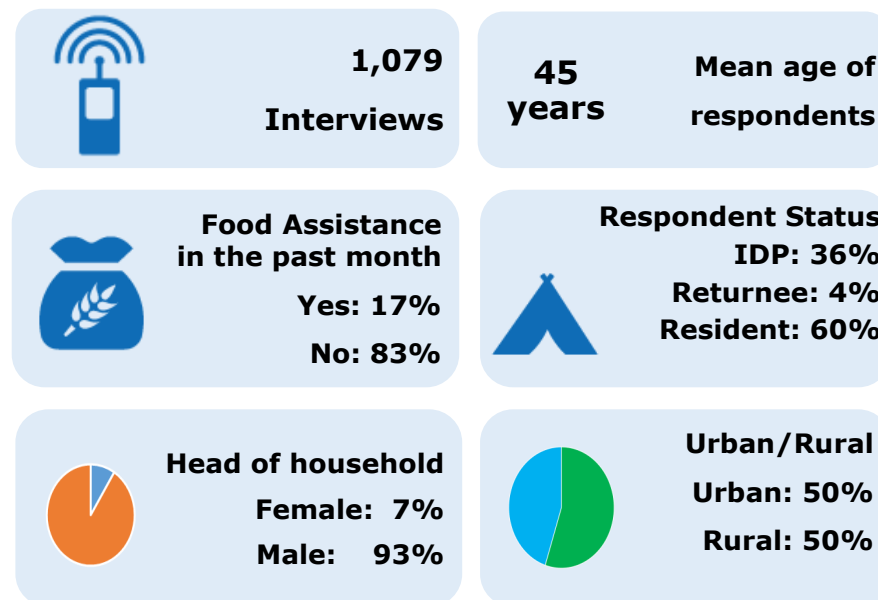 1,079
Interviews
45
years
Mean age of
respondents
Food Assistance
in the past month
Yes: 17%
No: 83%
Respondent Status
IDP: 36%
Returnee: 4%
Resident: 60%
Head of household
Female: 7%
Male: 93%
Urban/Rural
Urban: 50%
Rural: 50%